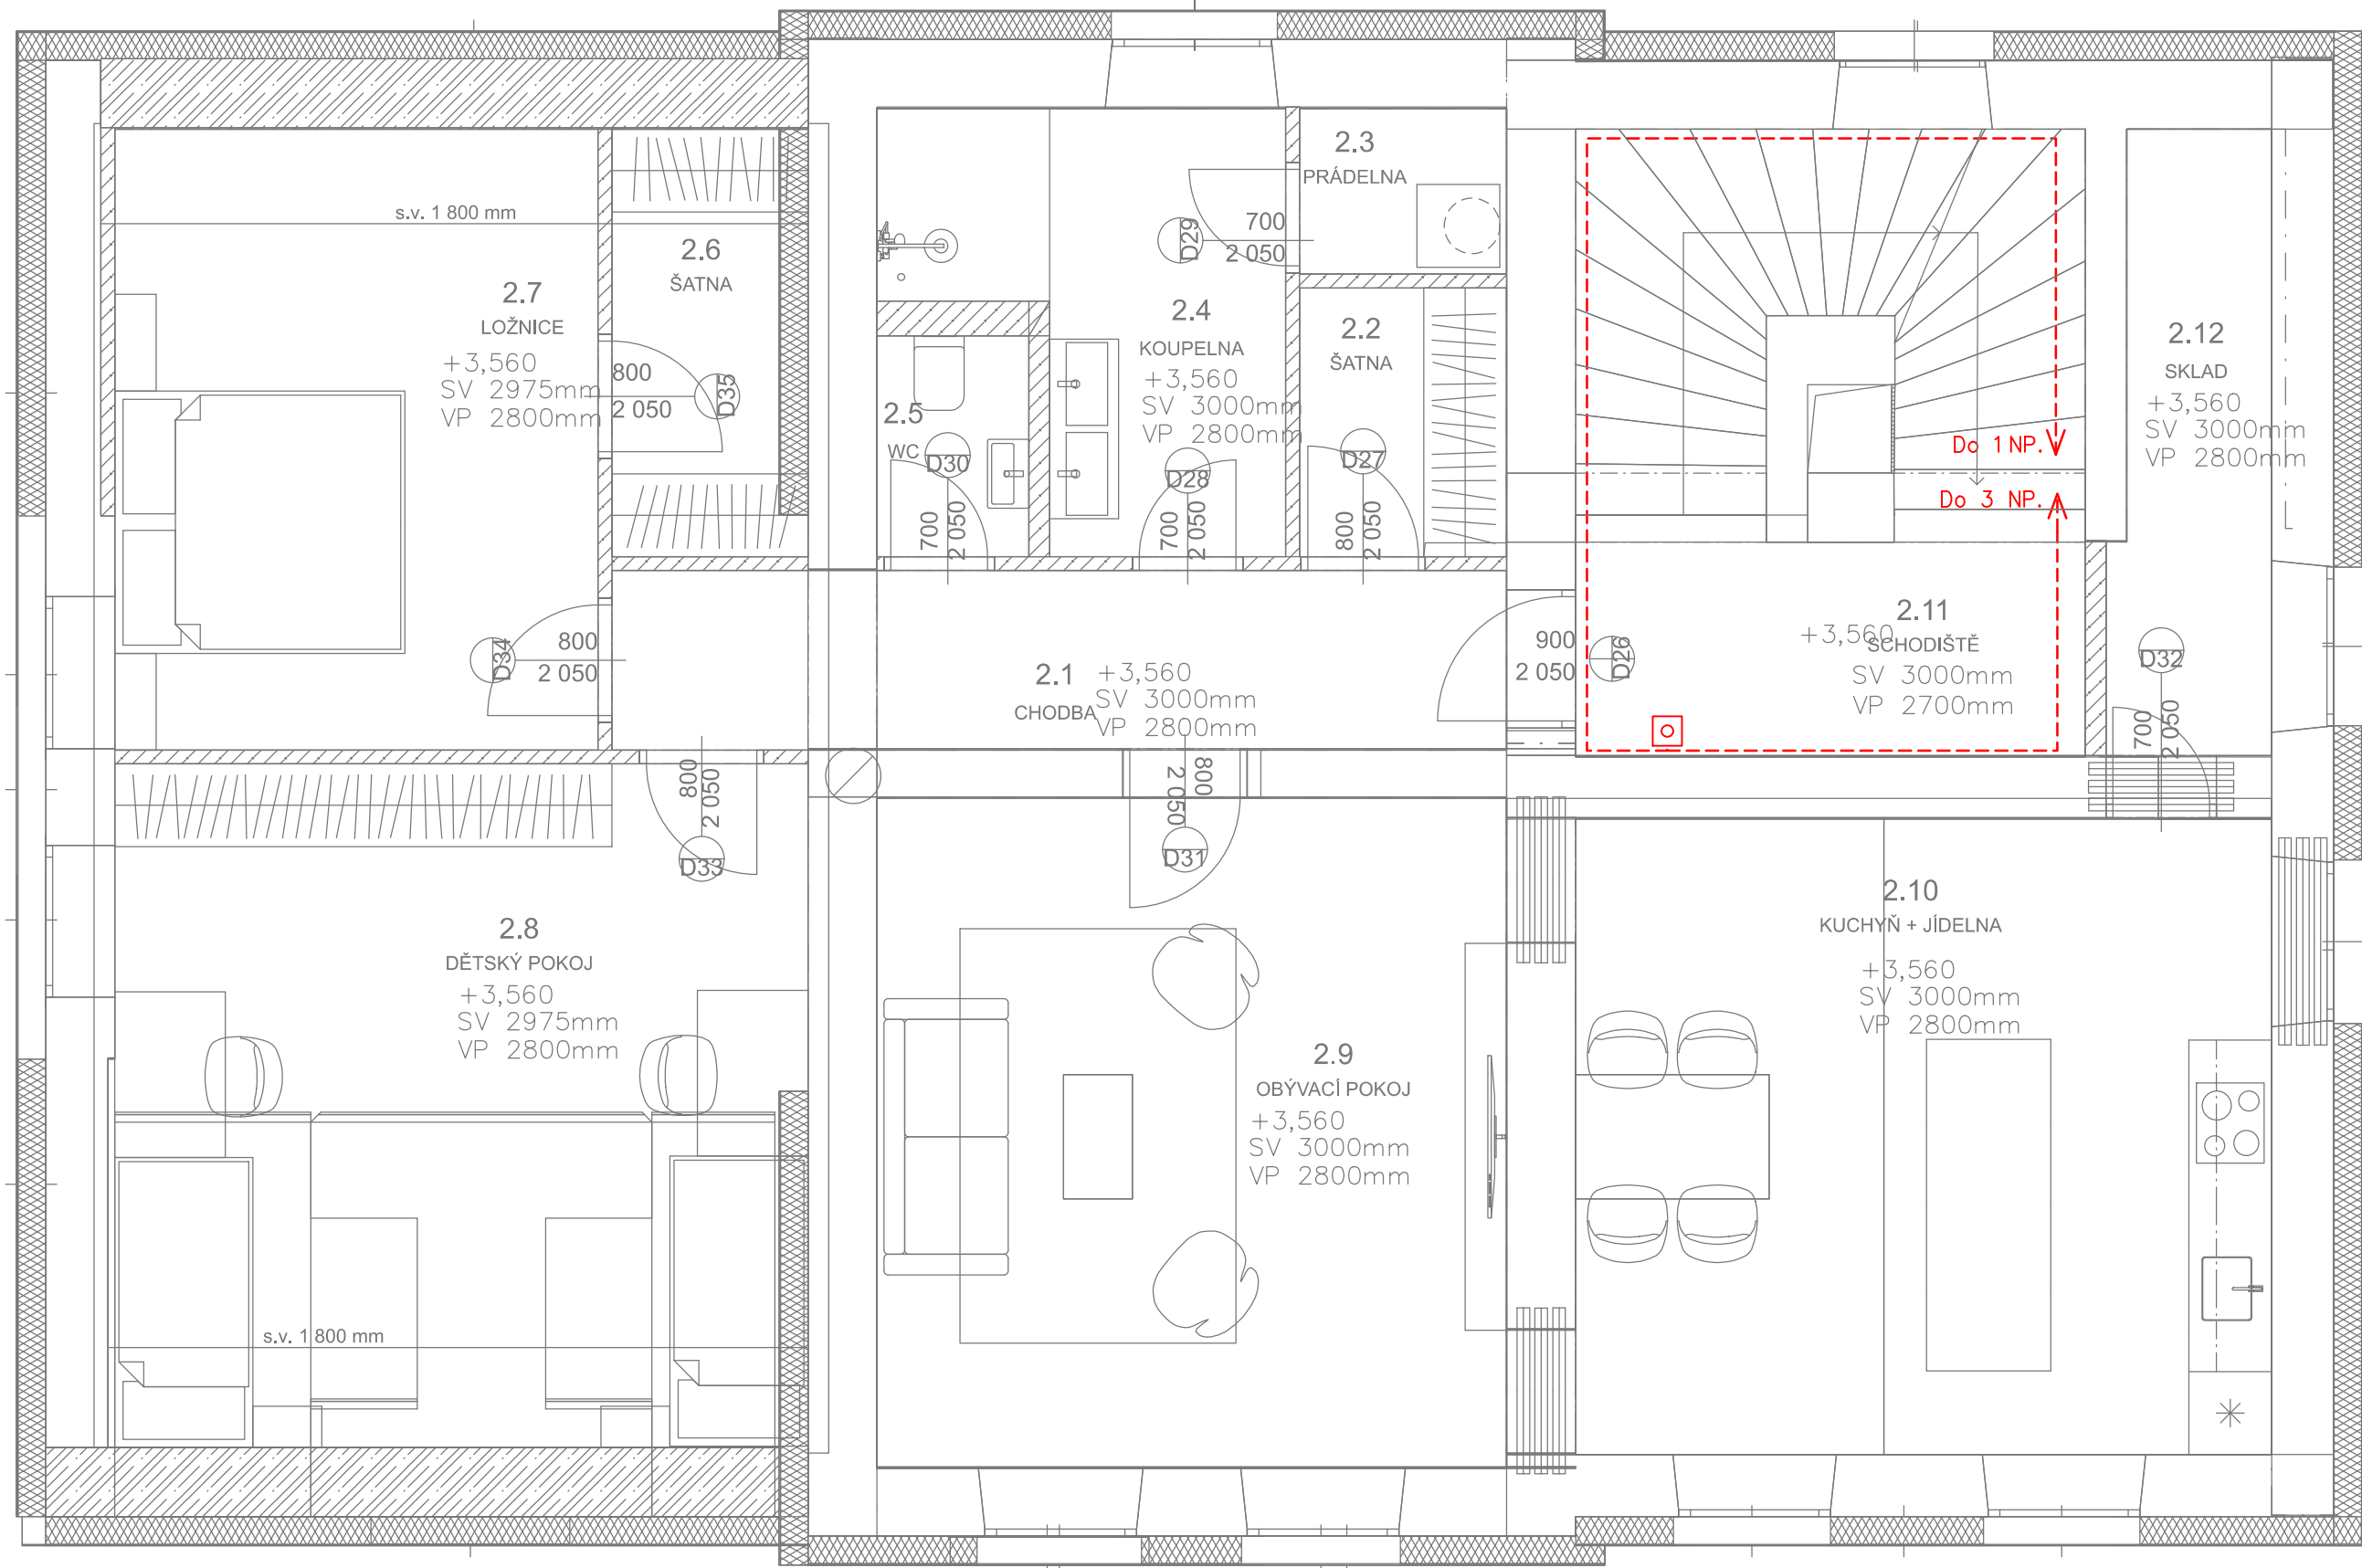 2.3
PRÁDELNA
s.v. 1 800 mm
2.6
ŠATNA
D29
700
2 050
2.7
LOŽNICE
+3,560
SV 2975mm
VP 2800mm
800
2 050
D35
2.4
KOUPELNA
+3,560
SV 3000mm
VP 2800mm
2.2
ŠATNA
2.12
SKLAD
+3,560
SV 3000mm
VP 2800mm
2.5
WC
D30
700
2 050
D28
700
2 050
D27
800
2 050
Do 1 NP.
Do 3 NP.
2.11
+3,560
SCHODIŠTĚ
SV 3000mm
VP 2700mm
D34
800
2 050
2.1
CHODBA
+3,560
SV 3000mm
VP 2800mm
900
2 050
D26
D32
700
2 050
800
2 050
D33
800
2 050
D31
2.8
DĚTSKÝ POKOJ
+3,560
SV 2975mm
VP 2800mm
2.10
KUCHYŇ + JÍDELNA
+3,560
SV 3000mm
VP 2800mm
2.9
OBÝVACÍ POKOJ
+3,560
SV 3000mm
VP 2800mm
s.v. 1 800 mm